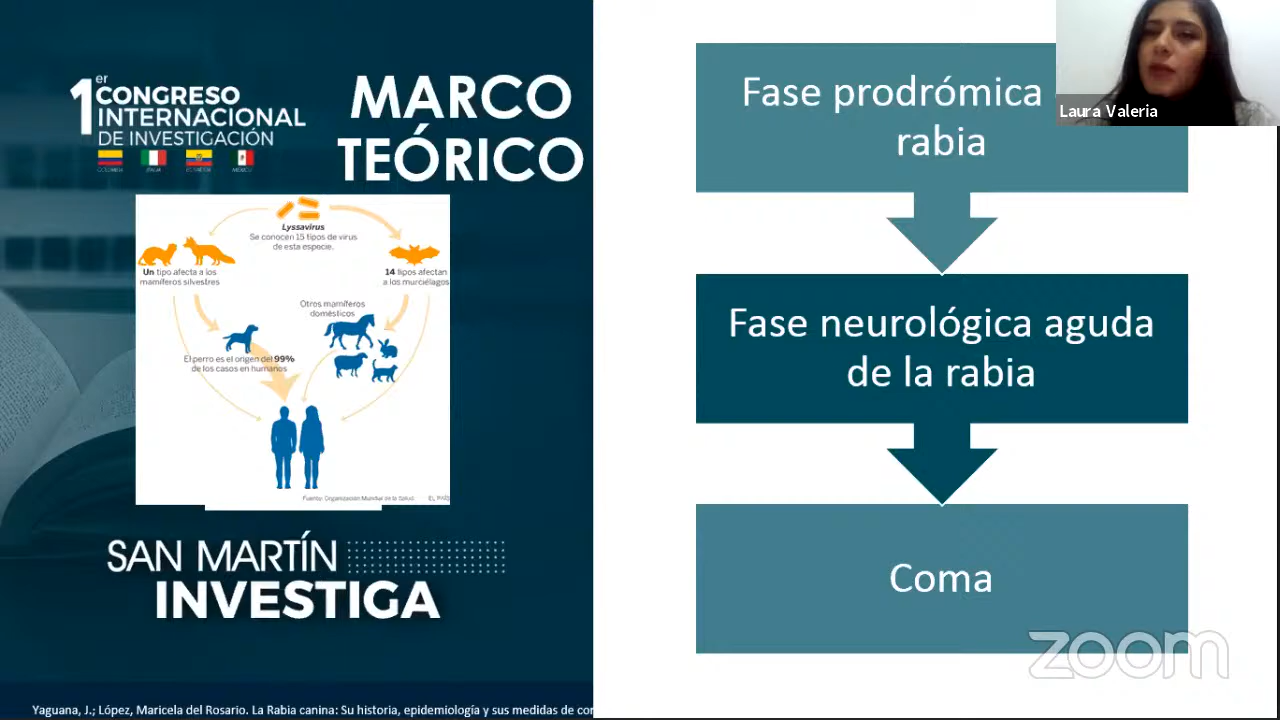 1er
CONGRESO
INTERNACIONAL
DE INVESTIGACIÓN
MARCO
TEÓRICO
Lyssavirus
Se conocen 15 tipos de virus
de esta especie.
Un tipo afecta a los
mamíferos silvestres
14 tipos afectan
a los murciélagos
Otros mamíferos
domésticos
El perro es el origen del 99%
de los casos en humanos
Fuente: Organización Mundial de la Salud.
EL PAÍS
SAN MARTÍN
INVESTIGA
Yaguana, J.; López, Maricela del Rosario. La Rabia canina: Su historia, epidemiología y sus medidas de con
Fase prodrómica
rabia
Fase neurológica aguda
de la rabia
Coma
Laura Valeria
zoom